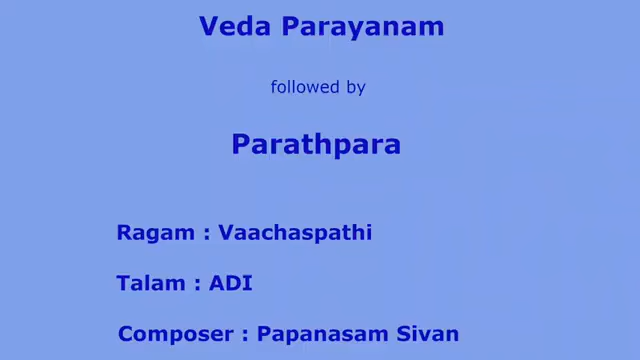 Veda Parayanam
followed by
Parathpara
Ragam : Vaachaspathi
Talam : ADI
Composer : Papanasam Sivan